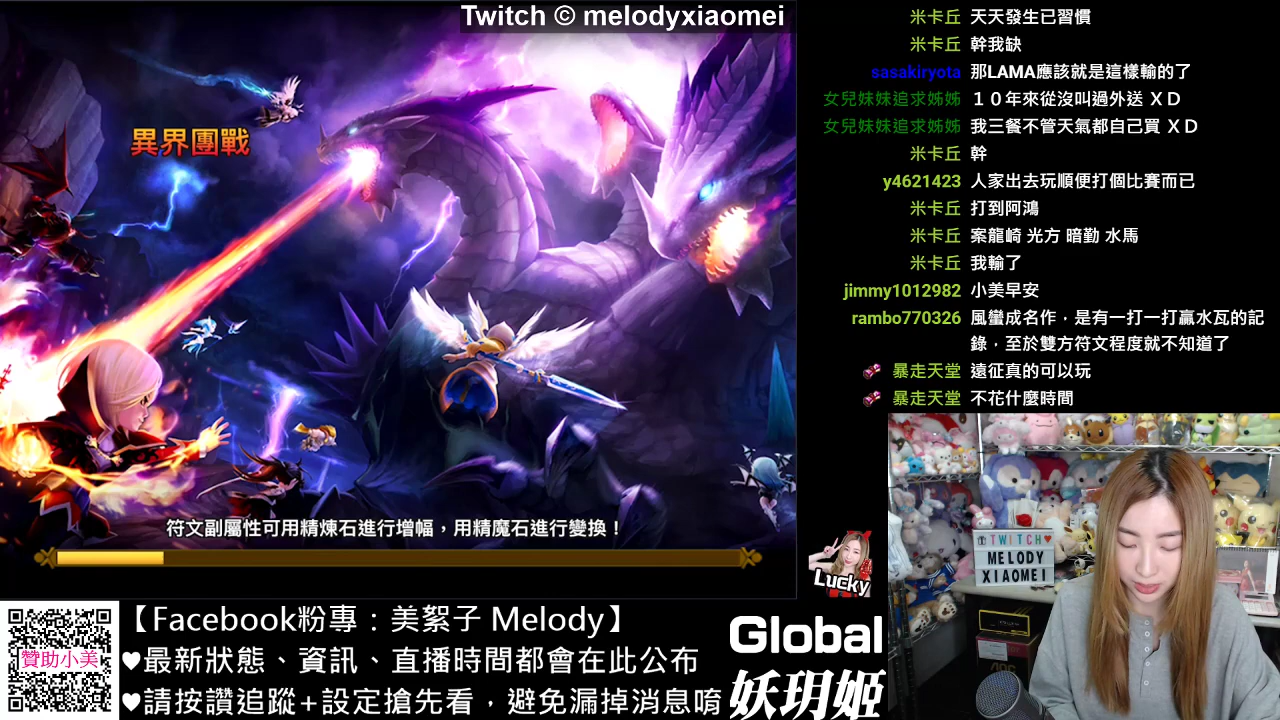 Twitch © melodyxiaomei
異界團戰
符文副屬性可用精煉石進行增幅，用精魔石進行變換！
米卡丘 天天發生已習慣
米卡丘 幹我缺
sasakiryota 那LAMA應該就是這樣輸的了
女兒妹妹追求姊姊 １０年來從沒叫過外送 ＸＤ
女兒妹妹追求姊姊 我三餐不管天氣都自己買 ＸＤ
米卡丘 幹
y4621423 人家出去玩順便打個比賽而已
米卡丘 打到阿鴻
米卡丘 案龍崎 光方 暗勤 水馬
米卡丘 我輸了
jimmy1012982 小美早安
rambo770326 風蠻成名作，是有一打一打贏水瓦的記
錄，至於雙方符文程度就不知道了
暴走天堂 遠征真的可以玩
暴走天堂 不花什麼時間
TWITCH♥
MELODY
XIAOMEI
Lucky
贊助小美
【Facebook粉專：美絮子 Melody】
♥最新狀態、資訊、直播時間都會在此公布
♥請按讚追蹤+設定搶先看，避免漏掉消息唷
Global
妖玥姬